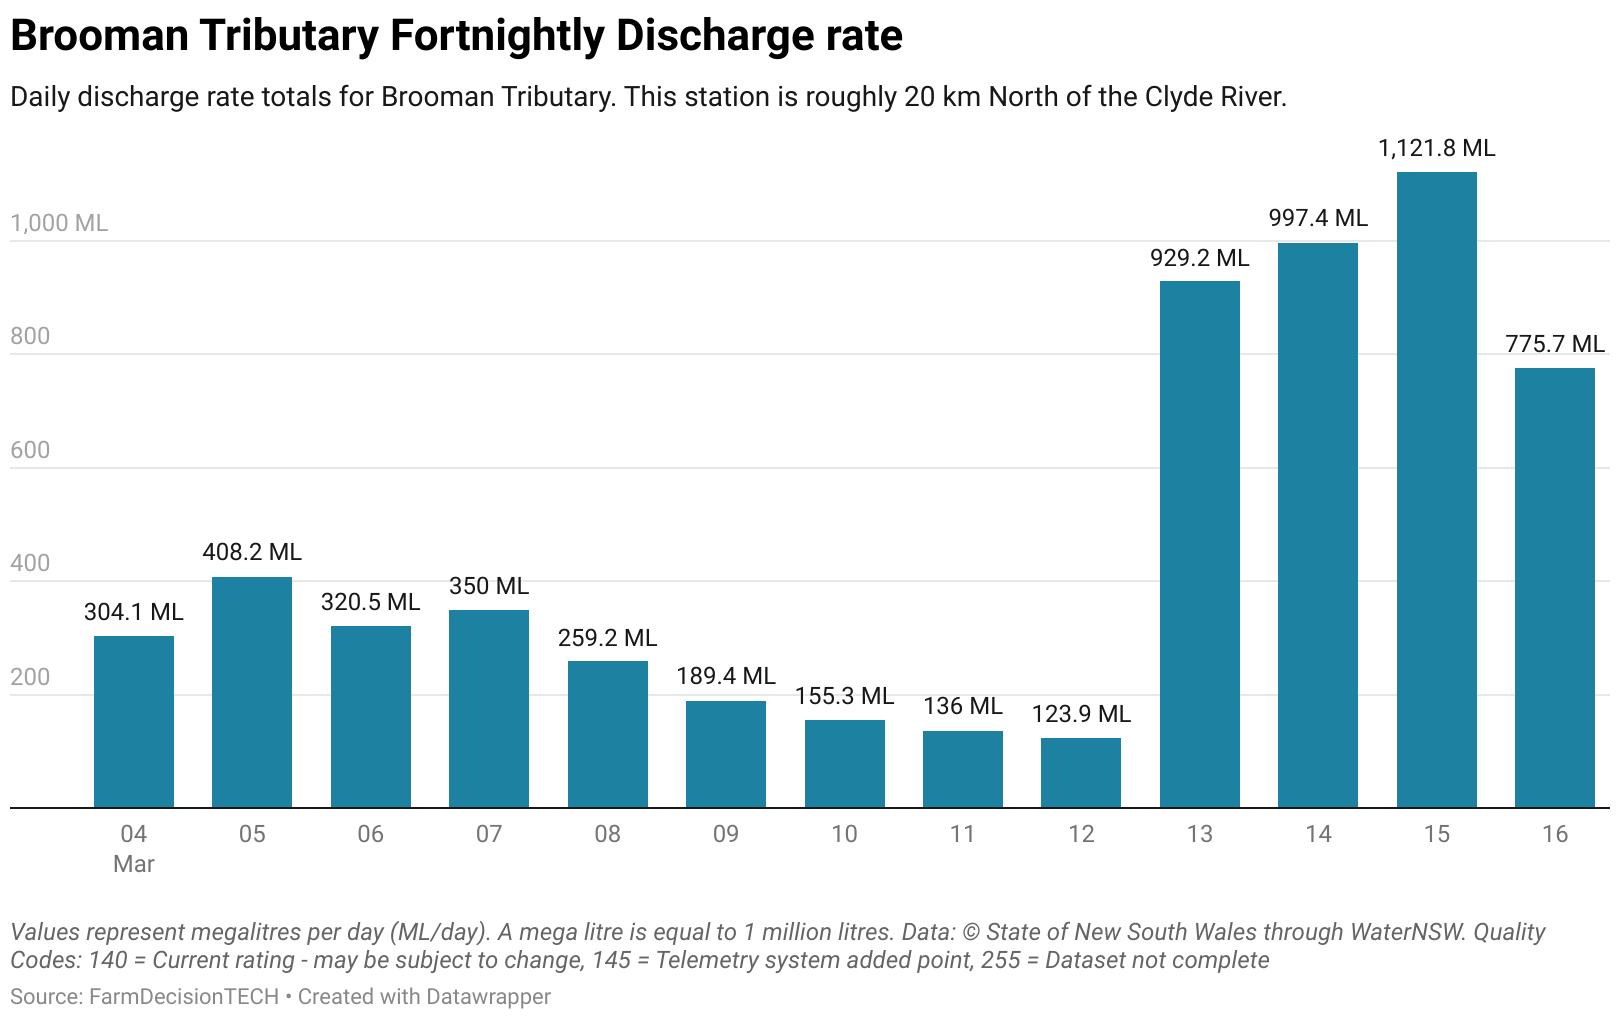 Brooman Tributary Fortnightly Discharge rate
Daily discharge rate totals for Brooman Tributary. This station is roughly 20 km North of the Clyde River.
1,000 ML
800
600
400
200
304.1 ML
408.2 ML
320.5 ML
350 ML
259.2 ML
189.4 ML
155.3 ML
136 ML
123.9 ML
929.2 ML
997.4 ML
1,121.8 ML
775.7 ML
04 05 06 07 08 09 10 11 12 13 14 15 16
Mar
Values represent megalitres per day (ML/day). A mega litre is equal to 1 million litres. Data: © State of New South Wales through WaterNSW. Quality
Codes: 140 = Current rating - may be subject to change, 145 = Telemetry system added point, 255 = Dataset not complete
Source: FarmDecisionTECH • Created with Datawrapper